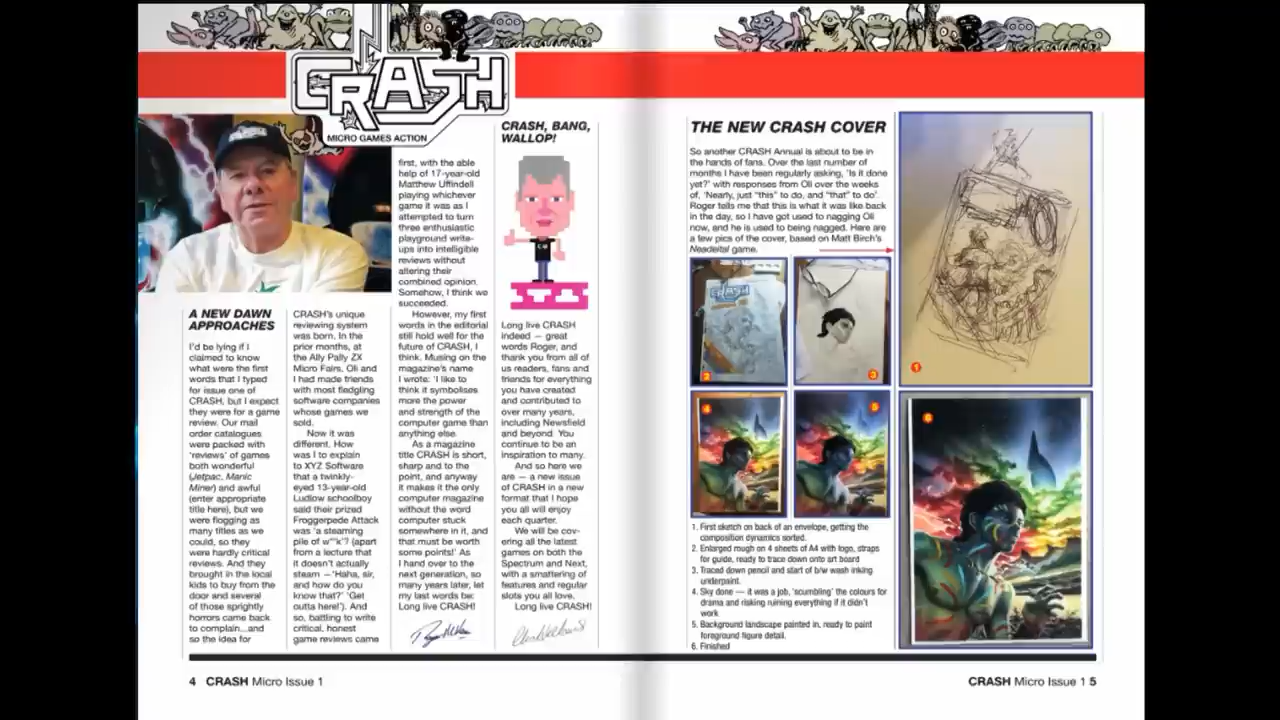 CRASH
MICRO GAMES ACTION
A NEW DAWN
APPROACHES
I'd be lying if I
claimed to know
what were the first
words that I typed
for issue one of
CRASH, but I expect
they were for a game
review. Our mail
order catalogues
were packed with
'reviews' of games
both wonderful
(Jetpac, Manic
Miner) and awful
(enter appropriate
title here), but we
were flogging as
many titles as we
could, so they
were hardly critical
reviews. And they
brought in the local
kids to buy from the
door and several
of those sprightly
horrors came back
to complain...and
so the idea for
CRASH's unique
reviewing system
was born. In the
prior months, at
the Ally Pally ZX
Micro Fairs, Oli and
I had made friends
with most fledgling
software companies
whose games we
sold.
Now it was
different. How
was I to explain
to XYZ Software
that a twinkly-
eyed 13-year-old
Ludlow schoolboy
said their prized
Froggerpede Attack
was 'a steaming
pile of w**k'? (apart
from a lecture that
it doesn't actually
steam — 'Haha, sir,
and how do you
know that?' 'Get
outta here!'). And
so, battling to write
critical, honest
game reviews came
first, with the able
help of 17-year-old
Matthew Uffindell
playing whichever
game it was as I
attempted to turn
three enthusiastic
playground write-
ups into intelligible
reviews without
altering their
combined opinion.
Somehow, I think we
succeeded.
However, my first
words in the editorial
still hold well for the
future of CRASH, I
think. Musing on the
magazine's name
I wrote: 'I like to
think it symbolises
more the power
and strength of the
computer game than
anything else.
As a magazine
title CRASH is short,
sharp and to the
point, and anyway
it makes it the only
computer magazine
without the word
computer stuck
somewhere in it, and
that must be worth
some points!' As
I hand over to the
next generation, so
many years later, let
my last words be:
Long live CRASH!
CRASH, BANG,
WALLOP!
Long live CRASH
indeed — great
words Roger, and
thank you from all of
us readers, fans and
friends for everything
you have created
and contributed to
over many years,
including Newsfield
and beyond. You
continue to be an
inspiration to many.
And so here we
are — a new issue
of CRASH in a new
format that I hope
you all will enjoy
each quarter.
We will be cov-
ering all the latest
games on both the
Spectrum and Next,
with a smattering of
features and regular
slots you all love.
Long live CRASH!
4 CRASH Micro Issue 1
THE NEW CRASH COVER
So another CRASH Annual is about to be in
the hands of fans. Over the last number of
months I have been regularly asking, 'Is it done
yet?' with responses from Oli over the weeks
of, 'Nearly, just "this" to do, and "that" to do'.
Roger tells me that this is what it was like back
in the day, so I have got used to nagging Oli
now, and he is used to being nagged. Here are
a few pics of the cover, based on Matt Birch's
Neadeital game.
CRASH
1
2
3
4
5
6
1. First sketch on back of an envelope, getting the
composition dynamics sorted.
2. Enlarged rough on 4 sheets of A4 with logo, straps
for guide, ready to trace down onto art board
3. Traced down pencil and start of b/w wash inking
underpaint.
4. Sky done — it was a job, 'scumbling' the colours for
drama and risking ruining everything if it didn't
work
5. Background landscape painted in, ready to paint
foreground figure detail.
6. Finished
CRASH Micro Issue 1 5